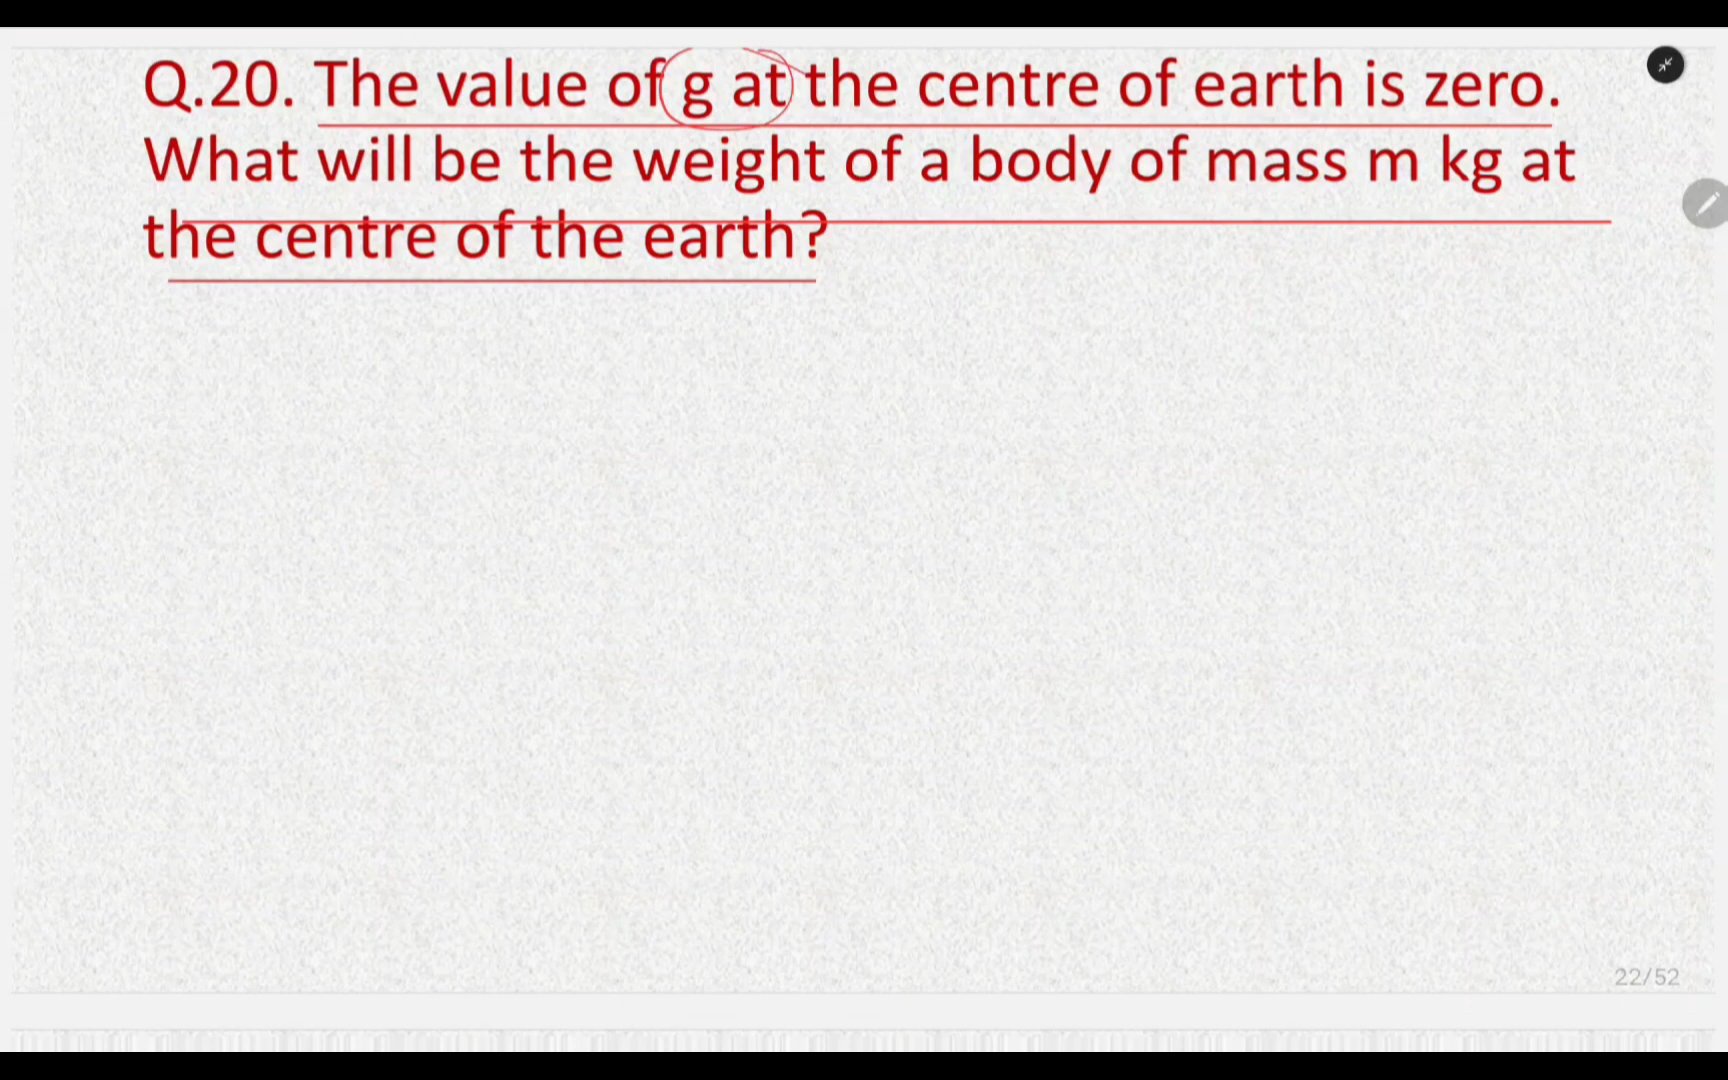 Q.20. The value of g at the centre of earth is zero.
What will be the weight of a body of mass m kg at
the centre of the earth?
22/52